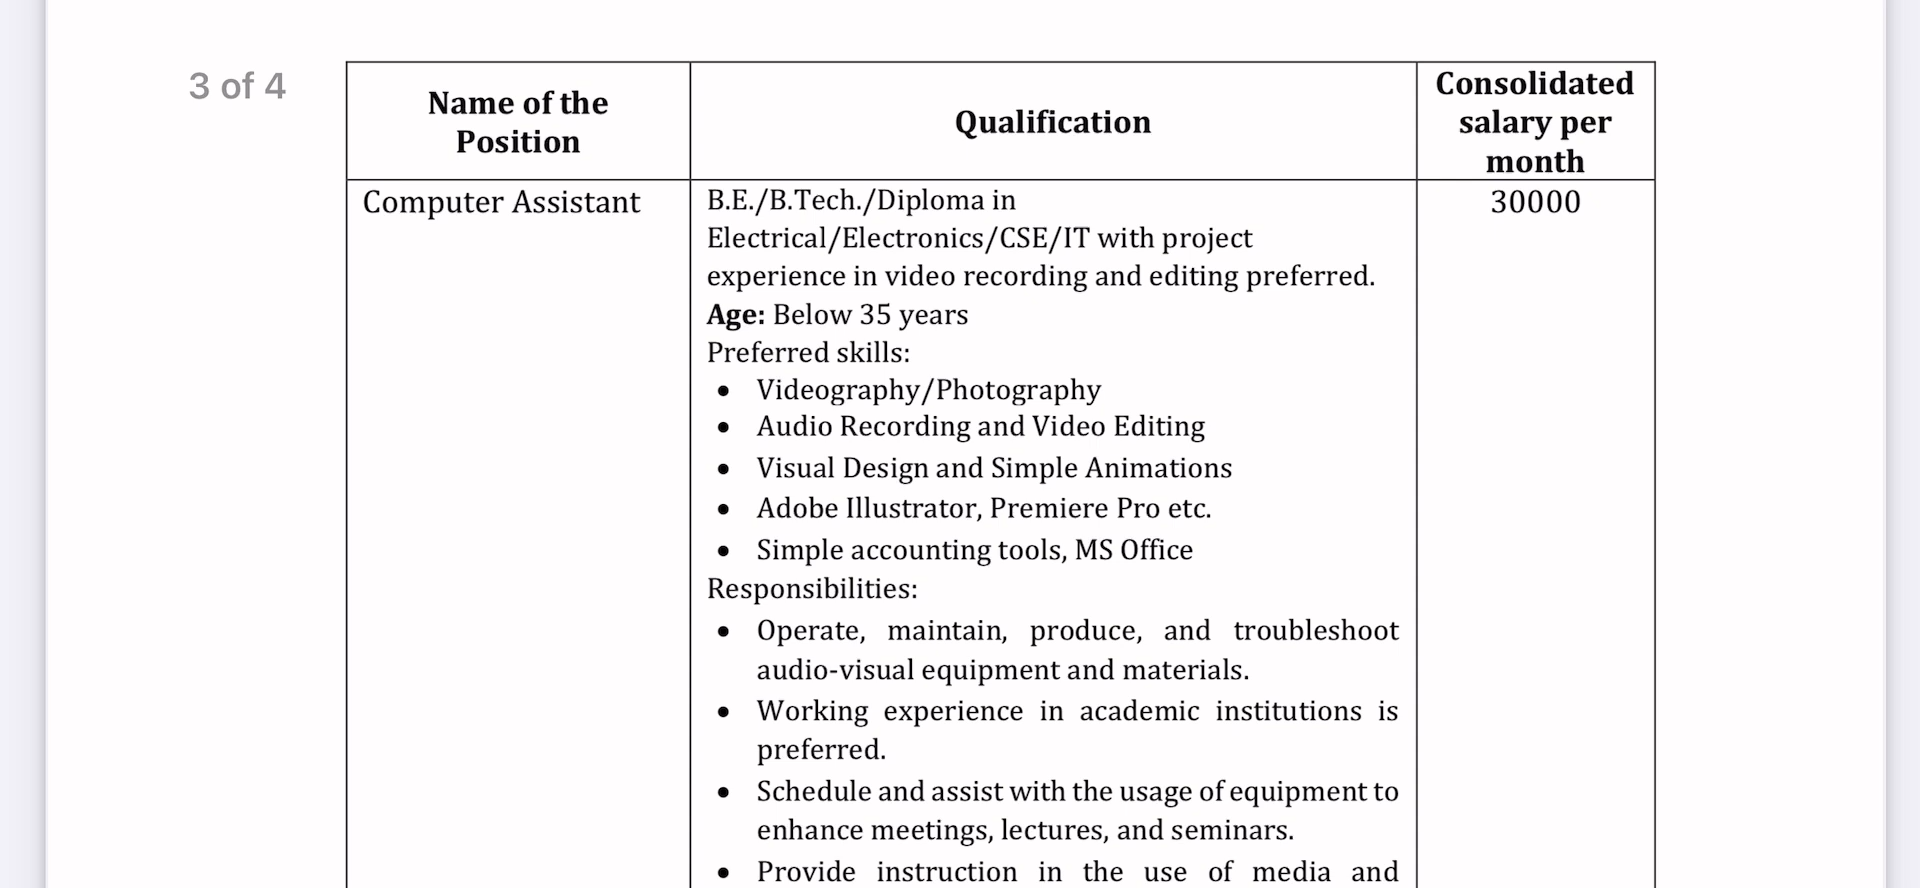 3 of 4
Name of the
Position
Qualification
Consolidated
salary per
month
Computer Assistant
B.E./B.Tech./Diploma in
Electrical/Electronics/CSE/IT with project
experience in video recording and editing preferred.
Age: Below 35 years
Preferred skills:
• Videography/Photography
• Audio Recording and Video Editing
• Visual Design and Simple Animations
• Adobe Illustrator, Premiere Pro etc.
• Simple accounting tools, MS Office
Responsibilities:
• Operate, maintain, produce, and troubleshoot
audio-visual equipment and materials.
• Working experience in academic institutions is
preferred.
• Schedule and assist with the usage of equipment to
enhance meetings, lectures, and seminars.
• Provide instruction in the use of media and
30000